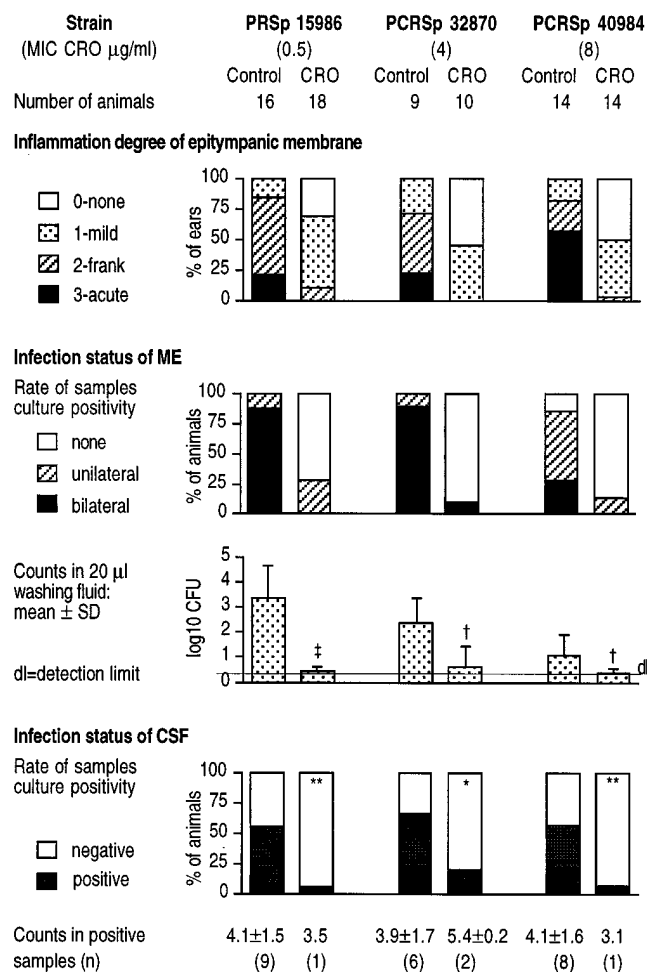 Strain PRSp 15986 PCRSp 32870 PCRSp 40984
(MIC CRO µg/ml) (0.5) (4) (8)
Control CRO Control CRO Control CRO
Number of animals 16 18 9 10 14 14
Inflammation degree of epitympanic membrane
0-none
1-mild
2-frank
3-acute
% of ears
100
75
50
25
0
Infection status of ME
Rate of samples
culture positivity
none
unilateral
bilateral
% of animals
100
75
50
25
0
Counts in 20 µl
washing fluid:
mean ± SD
dl=detection limit
log10 CFU
5
4
3
2
1
0
‡ † †
dl
Infection status of CSF
Rate of samples
culture positivity
negative
positive
% of animals
100
75
50
25
0
** * **
Counts in positive 4.1±1.5 3.5 3.9±1.7 5.4±0.2 4.1±1.6 3.1
samples (n) (9) (1) (6) (2) (8) (1)